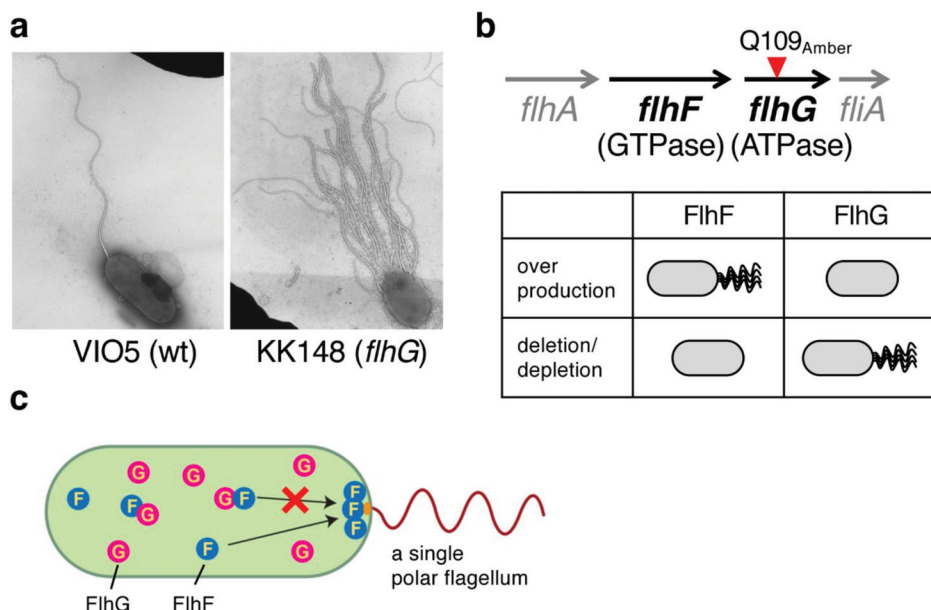 a
VIO5 (wt)
KK148 (flhG)
b
Q109Amber
flhA
flhF
flhG
fliA
(GTPase)
(ATPase)
FlhF
FlhG
over
production
deletion/
depletion
c
G
G
G
F
F
G
G
F
G
F
G
F
F
F
a single
polar flagellum
FlhG
FlhF